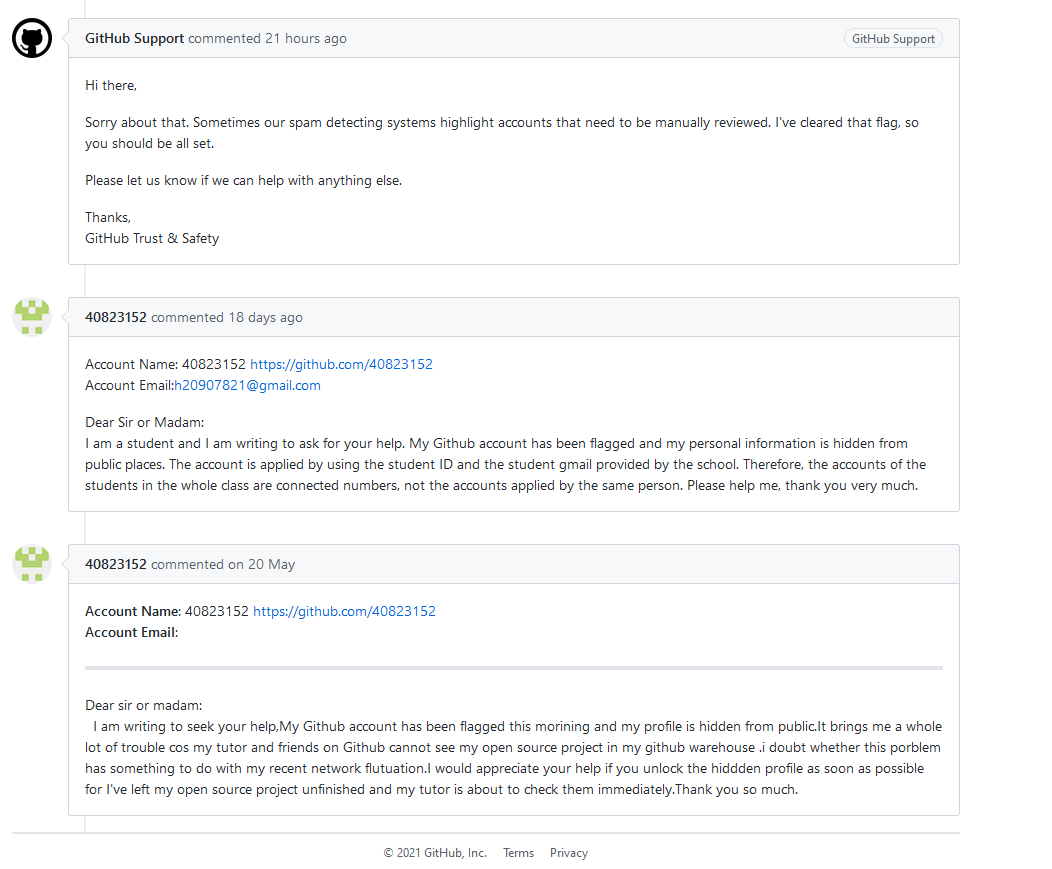 GitHub Support commented 21 hours ago GitHub Support
Hi there,
Sorry about that. Sometimes our spam detecting systems highlight accounts that need to be manually reviewed. I've cleared that flag, so
you should be all set.
Please let us know if we can help with anything else.
Thanks,
GitHub Trust & Safety
40823152 commented 18 days ago
Account Name: 40823152 https://github.com/40823152
Account Email:h20907821@gmail.com
Dear Sir or Madam:
I am a student and I am writing to ask for your help. My Github account has been flagged and my personal information is hidden from
public places. The account is applied by using the student ID and the student gmail provided by the school. Therefore, the accounts of the
students in the whole class are connected numbers, not the accounts applied by the same person. Please help me, thank you very much.
40823152 commented on 20 May
Account Name: 40823152 https://github.com/40823152
Account Email:
Dear sir or madam:
I am writing to seek your help,My Github account has been flagged this morining and my profile is hidden from public.It brings me a whole
lot of trouble cos my tutor and friends on Github cannot see my open source project in my github warehouse .i doubt whether this porblem
has something to do with my recent network flutuation.I would appreciate your help if you unlock the hiddden profile as soon as possible
for I've left my open source project unfinished and my tutor is about to check them immediately.Thank you so much.
© 2021 GitHub, Inc. Terms Privacy